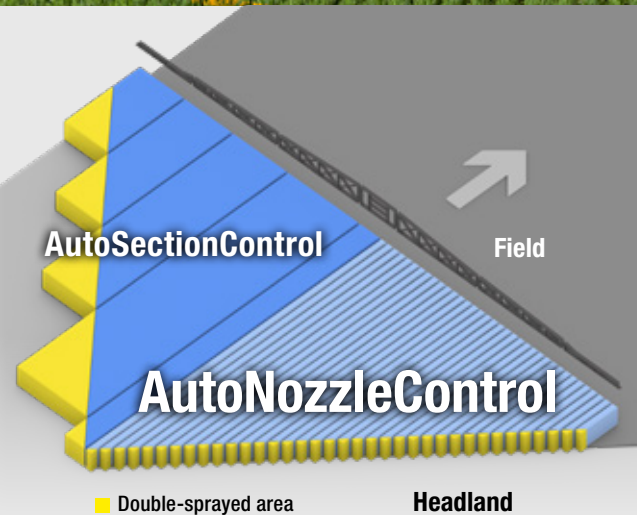 AutoSectionControl
Field
AutoNozzleControl
Double-sprayed area
Headland